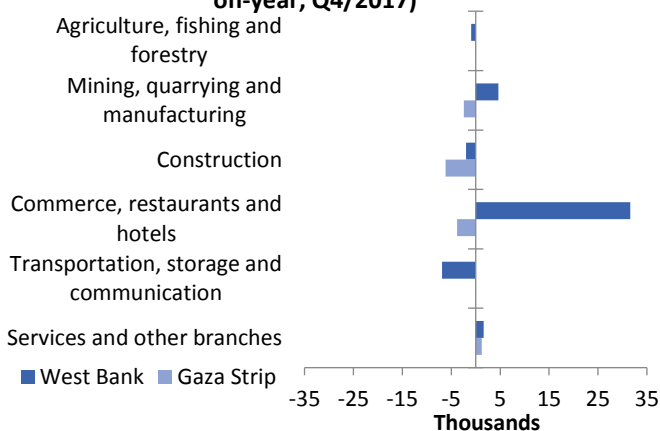 on-year, Q4/2017)
Agriculture, fishing and
forestry
Mining, quarrying and
manufacturing
Construction
Commerce, restaurants and
hotels
Transportation, storage and
communication
Services and other branches
West Bank Gaza Strip
-35 -25 -15 -5 5 15 25 35
Thousands